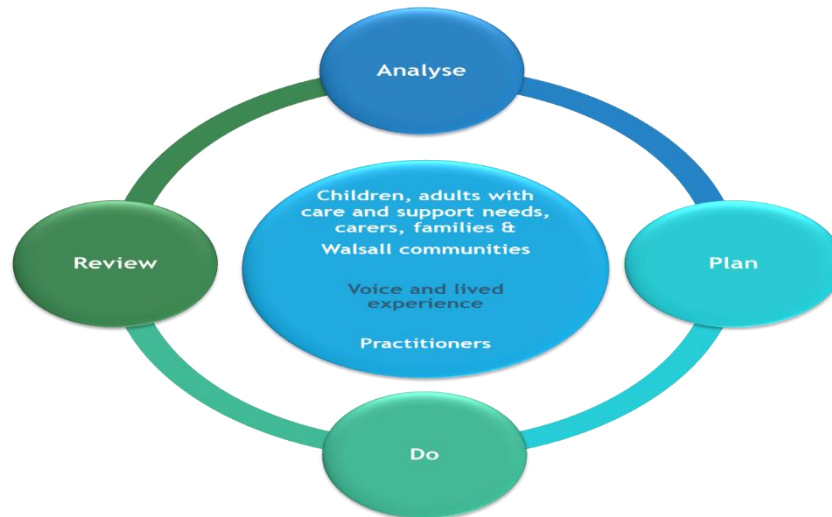 Analyse
Children, adults with
care and support needs,
carers, families &
Walsall communities
Voice and lived
experience
Practitioners
Review
Plan
Do